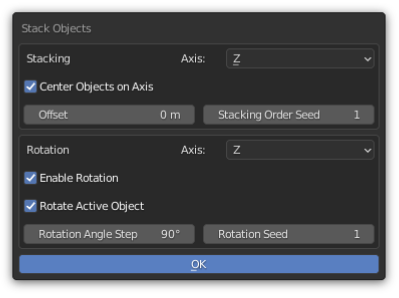 Stack Objects
Stacking Axis: Z
Center Objects on Axis
Offset 0 m Stacking Order Seed 1
Rotation Axis: Z
Enable Rotation
Rotate Active Object
Rotation Angle Step 90° Rotation Seed 1
OK